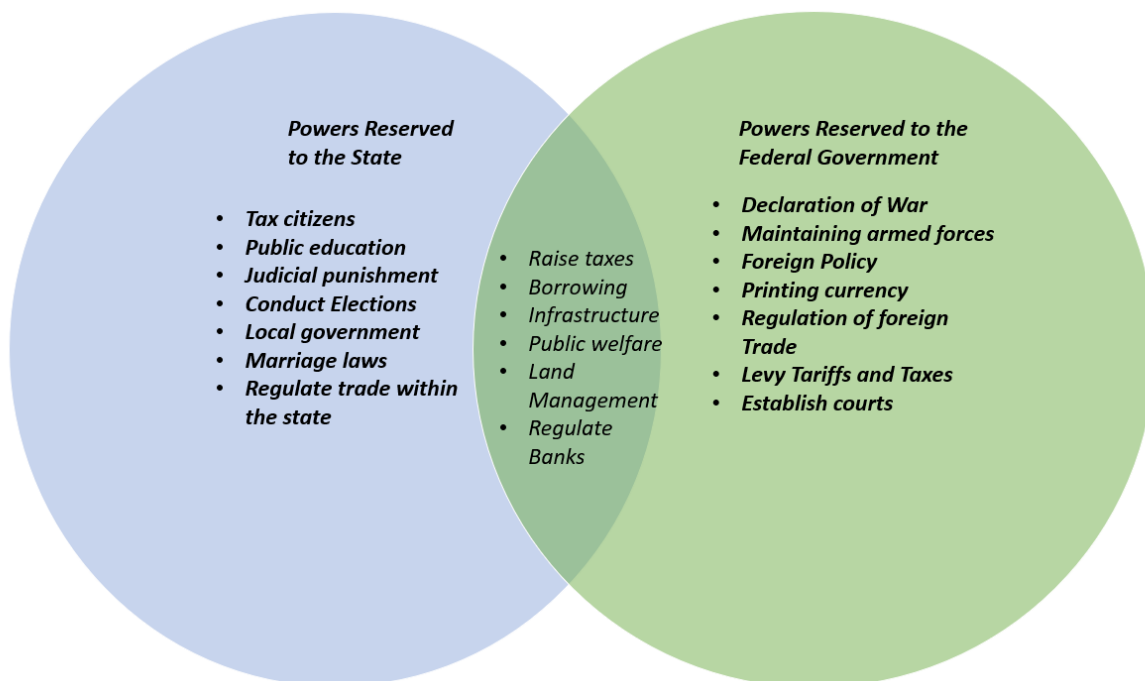 Powers Reserved
to the State
• Tax citizens
• Public education
• Judicial punishment
• Conduct Elections
• Local government
• Marriage laws
• Regulate trade within
the state
• Raise taxes
• Borrowing
• Infrastructure
• Public welfare
• Land
Management
• Regulate
Banks
Powers Reserved to the
Federal Government
• Declaration of War
• Maintaining armed forces
• Foreign Policy
• Printing currency
• Regulation of foreign
Trade
• Levy Tariffs and Taxes
• Establish courts